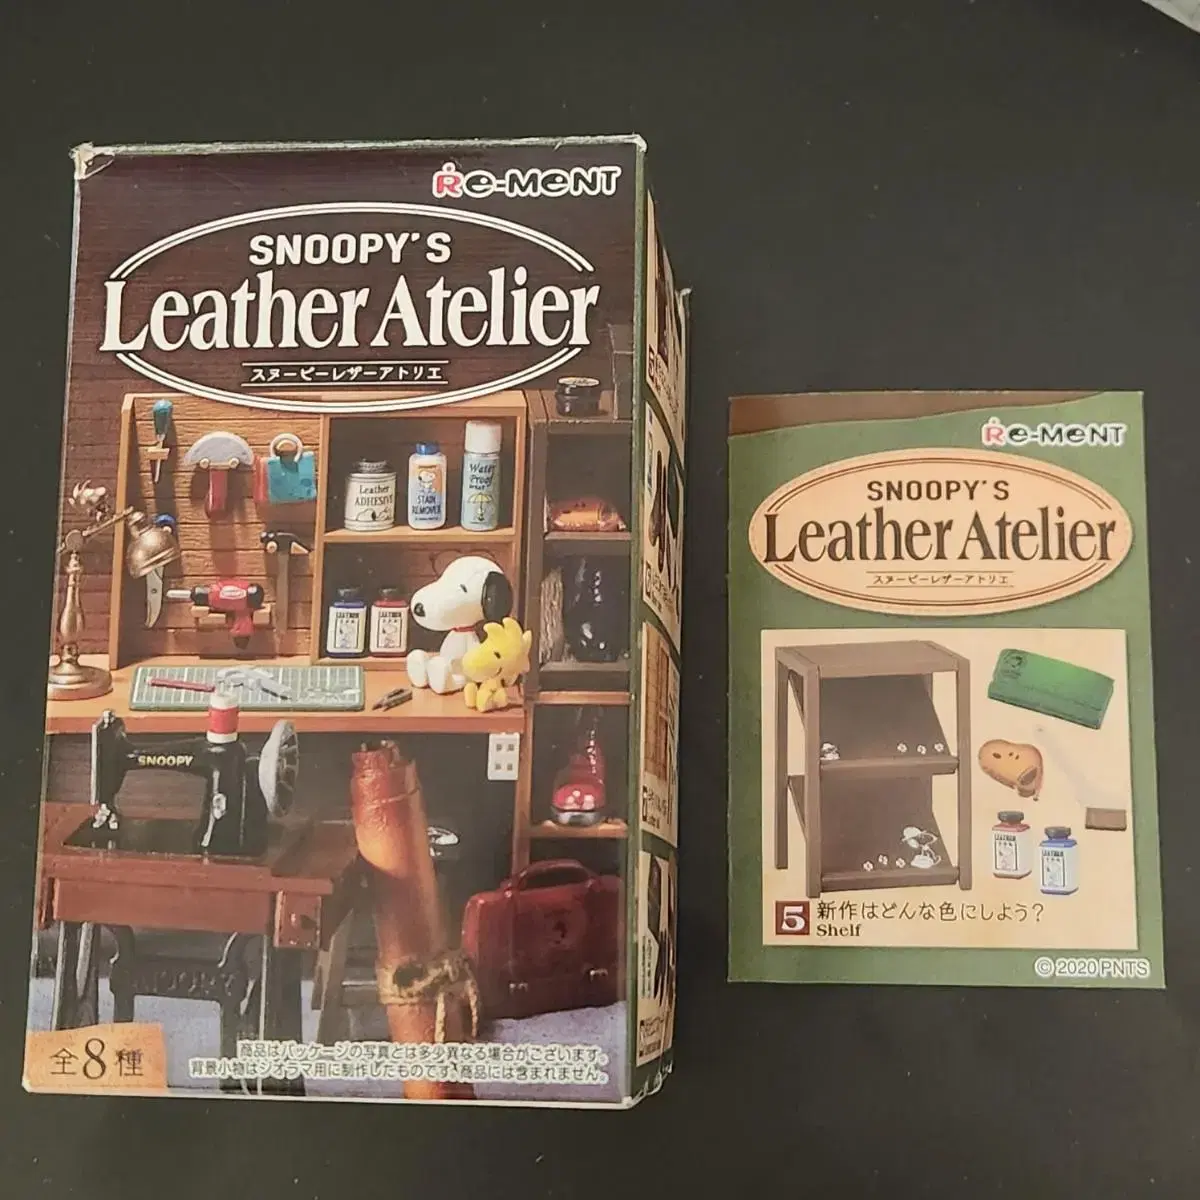 Re-MeNT
SNOOPY'S
Leather Atelier
スヌーピーレザーアトリエ
Leather
ADHESIVE
STAIN
REMOVER
Water
Proof
LEATHER
LEATHER
SNOOPY
SNOOPY
全8種
商品はパッケージの写真とは多少異なる場合がございます。
背景小物はジオラマ用に制作したものです。商品には含まれません。
Re-MeNT
SNOOPY'S
Leather Atelier
スヌーピーレザーアトリエ
LEATHER
LEATHER
5 新作はどんな色にしよう?
Shelf
© 2020 PNTS